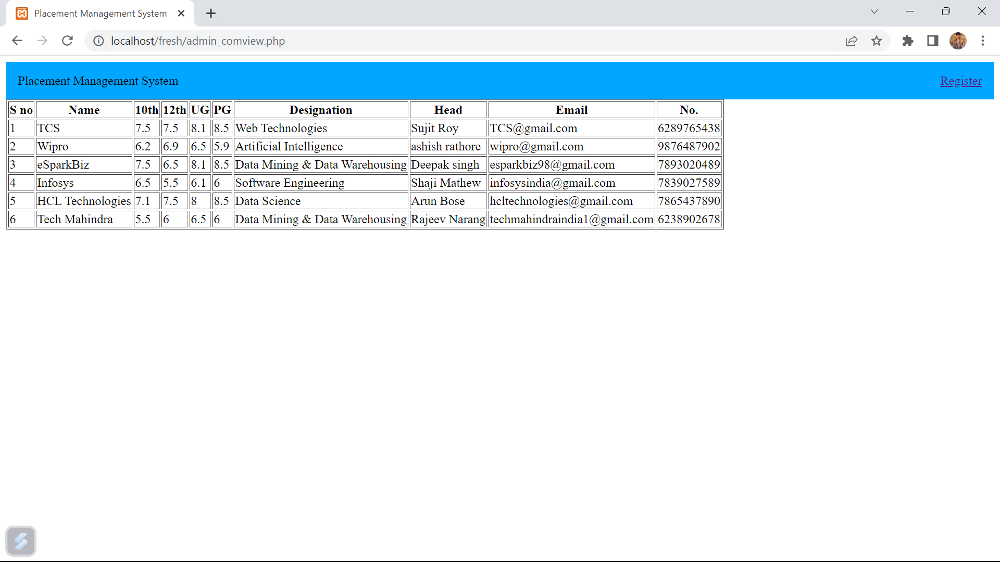 Placement Management System
localhost/fresh/admin_comview.php
Placement Management System Register
S no Name 10th 12th UG PG Designation Head Email No.
1 TCS 7.5 7.5 8.1 8.5 Web Technologies Sujit Roy TCS@gmail.com 6289765438
2 Wipro 6.2 6.9 6.5 5.9 Artificial Intelligence ashish rathore wipro@gmail.com 9876487902
3 eSparkBiz 7.5 6.5 8.1 8.5 Data Mining & Data Warehousing Deepak singh esparkbiz98@gmail.com 7893020489
4 Infosys 6.5 5.5 6.1 6 Software Engineering Shaji Mathew infosysindia@gmail.com 7839027589
5 HCL Technologies 7.1 7.5 8 8.5 Data Science Arun Bose hcltechnologies@gmail.com 7865437890
6 Tech Mahindra 5.5 6 6.5 6 Data Mining & Data Warehousing Rajeev Narang techmahindraindia1@gmail.com 6238902678